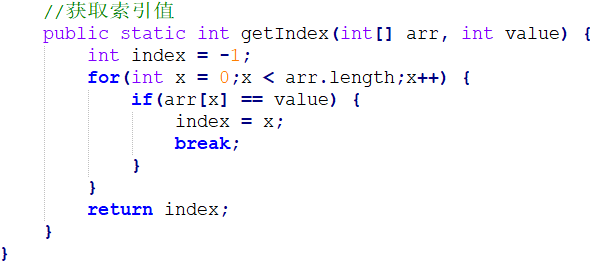 //获取索引值
public static int getIndex(int[] arr, int value) {
int index = -1;
for(int x = 0;x < arr.length;x++) {
if(arr[x] == value) {
index = x;
break;
}
}
return index;
}
}